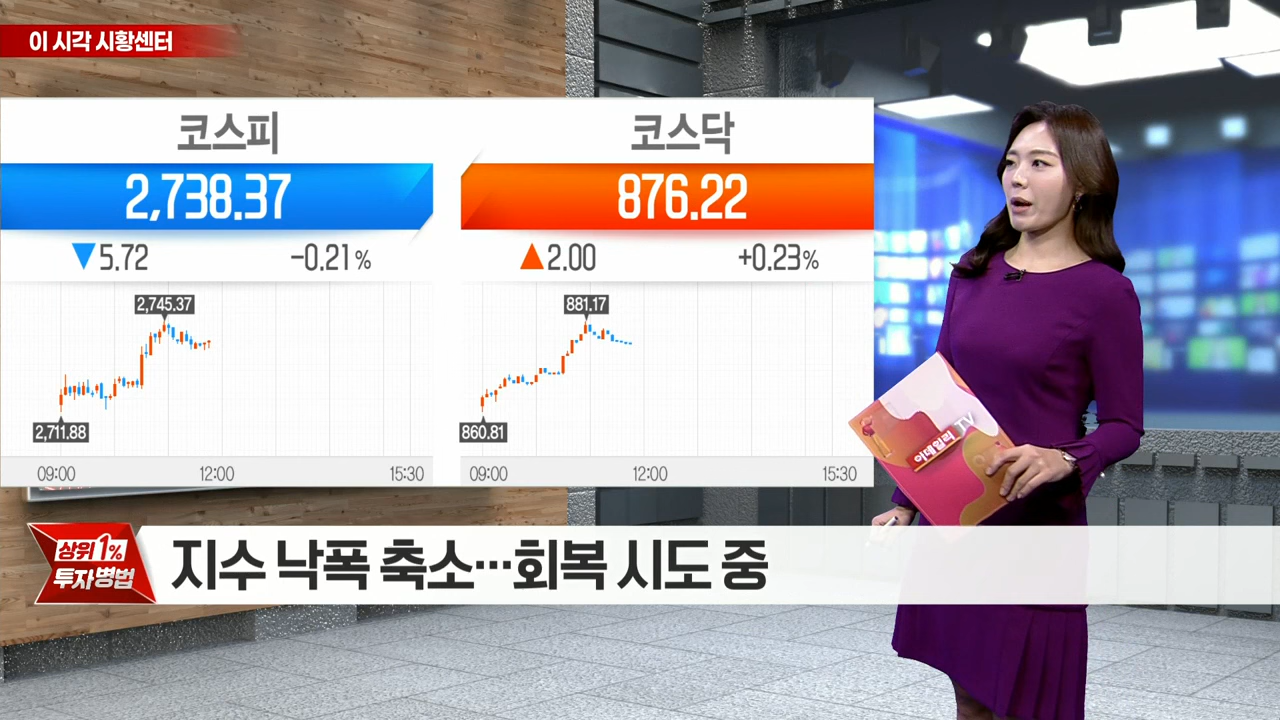 이 시각 시황센터
코스피
2,738.37
▼5.72 -0.21%
2,745.37
2,711.88
09:00 12:00 15:30
코스닥
876.22
▲2.00 +0.23%
881.17
860.81
09:00 12:00 15:30
이데일리 TV
상위1%
투자병법
지수 낙폭 축소…회복 시도 중